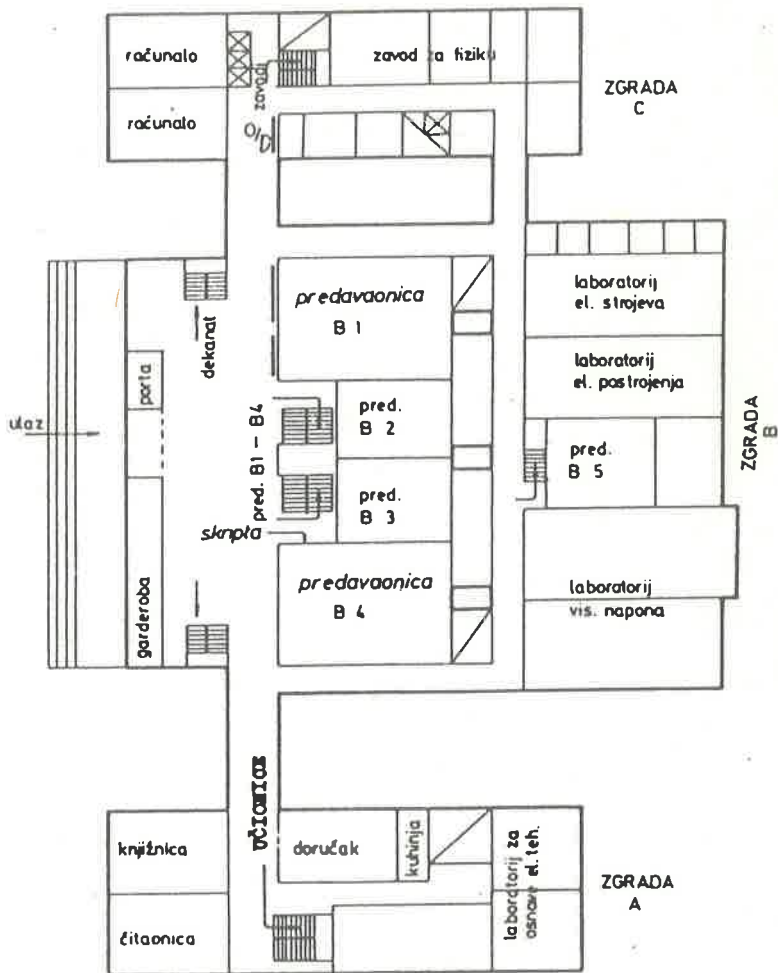 računalo
zavod za fiziku
zavodi
ZGRADA
C
računalo
O/D
predavaonica
B 1
laboratorij
el. strojeva
dekanat
porta
laboratorij
el. postrojenja
ulaz
pred. B1 - B4
pred.
B 2
pred.
B 5
ZGRADA
B
pred.
B 3
skripta
predavaonica
B 4
laboratorij
vis. napona
garderoba
UČIONICE
knjižnica
doručak
kuhinja
laboratorij za
osnove el. teh.
ZGRADA
A
čitaonica